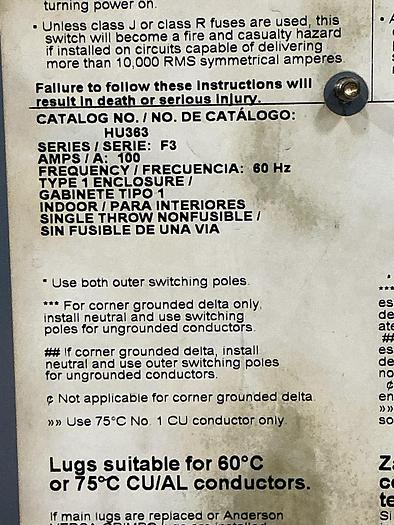 turning power on.
• Unless class J or class R fuses are used, this
switch will become a fire and casualty hazard
if installed on circuits capable of delivering
more than 10,000 RMS symmetrical amperes.
Failure to follow these instructions will
result in death or serious injury.
CATALOG NO. / NO. DE CATÁLOGO:
HU363
SERIES / SERIE: F3
AMPS / A: 100
FREQUENCY / FRECUENCIA: 60 Hz
TYPE 1 ENCLOSURE /
GABINETE TIPO 1
INDOOR / PARA INTERIORES
SINGLE THROW NONFUSIBLE /
SIN FUSIBLE DE UNA VIA
* Use both outer switching poles.
*** For corner grounded delta only,
install neutral and use switching
poles for ungrounded conductors.
## If corner grounded delta, install
neutral and use outer switching poles
for ungrounded conductors.
¢ Not applicable for corner grounded delta.
»» Use 75°C No. 1 CU conductor only.
Lugs suitable for 60°C
or 75°C CU/AL conductors.
If main lugs are replaced or Anderson